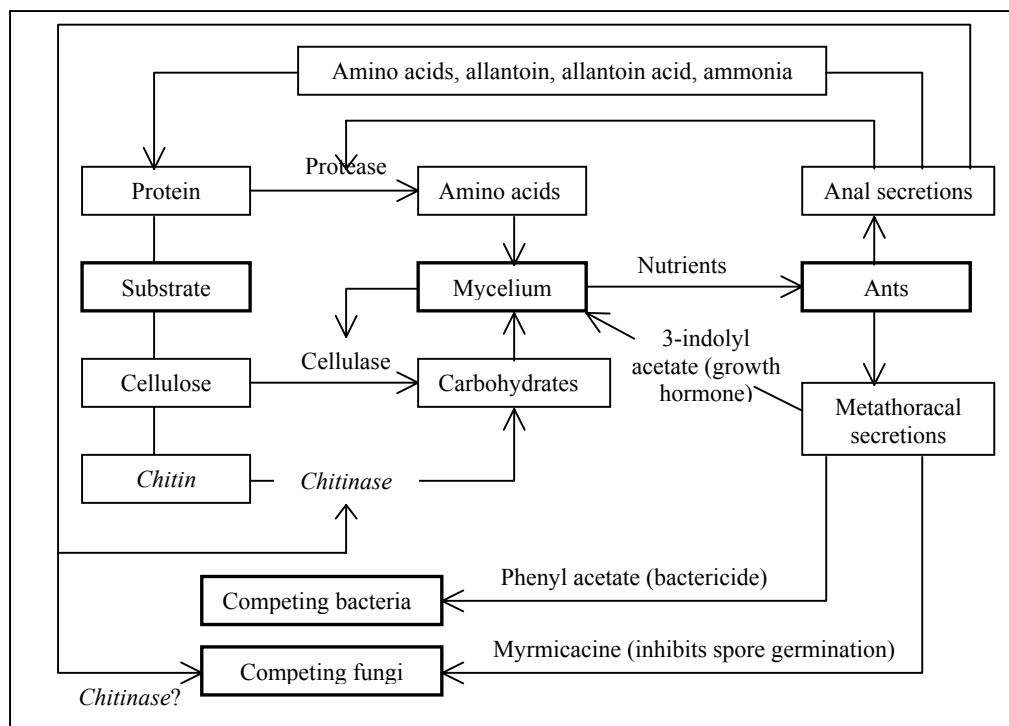 Amino acids, allantoin, allantoin acid, ammonia
Protease
Protein
Amino acids
Anal secretions
Nutrients
Substrate
Mycelium
Ants
3-indolyl
acetate (growth
hormone)
Cellulase
Cellulose
Carbohydrates
Metathoracal
secretions
Chitin
Chitinase
Phenyl acetate (bactericide)
Competing bacteria
Myrmicacine (inhibits spore germination)
Competing fungi
Chitinase?